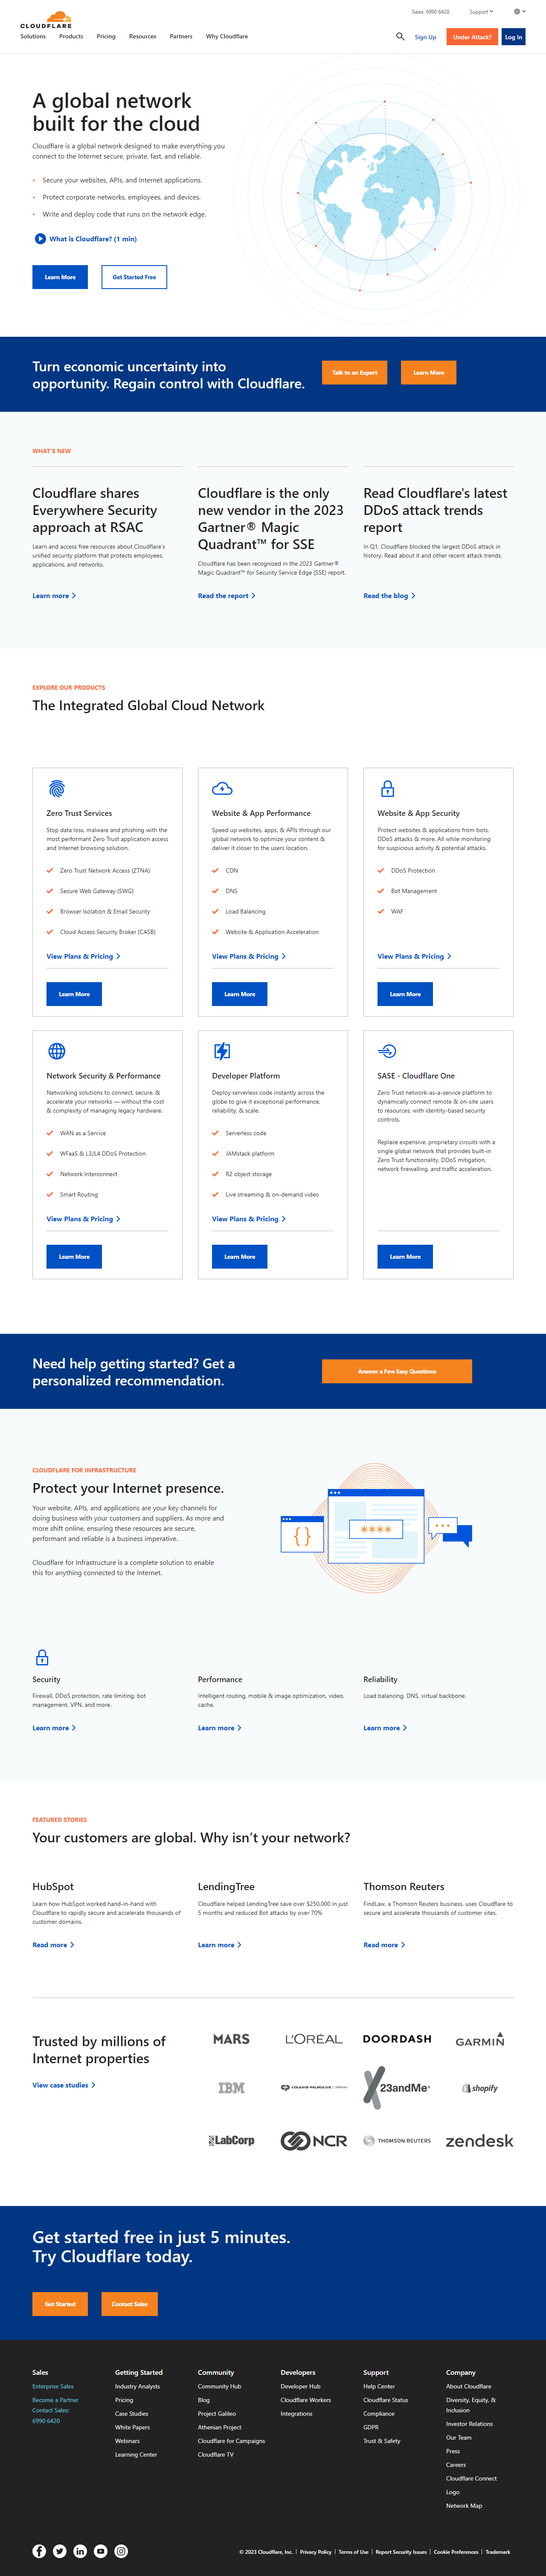 CLOUDFLARE
Sales: 6990 6420
Support
Solutions
Products
Pricing
Resources
Partners
Why Cloudflare
Sign Up
Under Attack?
Log In
A global network
built for the cloud
Cloudflare is a global network designed to make everything you
connect to the Internet secure, private, fast, and reliable.
Secure your websites, APIs, and Internet applications.
Protect corporate networks, employees, and devices.
Write and deploy code that runs on the network edge.
What is Cloudflare? (1 min)
Learn More
Get Started Free
Turn economic uncertainty into
opportunity. Regain control with Cloudflare.
Talk to an Expert
Learn More
WHAT'S NEW
Cloudflare shares
Everywhere Security
approach at RSAC
Learn and access free resources about Cloudflare's
unified security platform that protects employees,
applications, and networks.
Learn more
Cloudflare is the only
new vendor in the 2023
Gartner® Magic
Quadrant™ for SSE
Cloudflare has been recognized in the 2023 Gartner®
Magic Quadrant™ for Security Service Edge (SSE) report.
Read the report
Read Cloudflare's latest
DDoS attack trends
report
In Q1, Cloudflare blocked the largest DDoS attack in
history. Read about it and other recent attack trends.
Read the blog
EXPLORE OUR PRODUCTS
The Integrated Global Cloud Network
Zero Trust Services
Stop data loss, malware and phishing with the
most performant Zero Trust application access
and Internet browsing solution.
Zero Trust Network Access (ZTNA)
Secure Web Gateway (SWG)
Browser Isolation & Email Security
Cloud Access Security Broker (CASB)
View Plans & Pricing
Learn More
Website & App Performance
Speed up websites, apps, & APIs through our
global network to optimize your content &
deliver it closer to the users location.
CDN
DNS
Load Balancing
Website & Application Acceleration
View Plans & Pricing
Learn More
Website & App Security
Protect websites & applications from bots,
DDoS attacks & more. All while monitoring
for suspicious activity & potential attacks.
DDoS Protection
Bot Management
WAF
View Plans & Pricing
Learn More
Network Security & Performance
Networking solutions to connect, secure, &
accelerate your networks — without the cost
& complexity of managing legacy hardware.
WAN as a Service
WFaaS & L3/L4 DDoS Protection
Network Interconnect
Smart Routing
View Plans & Pricing
Learn More
Developer Platform
Deploy serverless code instantly across the
globe to give it exceptional performance,
reliability, & scale.
Serverless code
JAMstack platform
R2 object storage
Live streaming & on-demand video
View Plans & Pricing
Learn More
SASE - Cloudflare One
Zero Trust network-as-a-service platform to
dynamically connect remote & on-site users
to resources, with identity-based security
controls.
Replace expensive, proprietary circuits with a
single global network that provides built-in
Zero Trust functionality, DDoS mitigation,
network firewalling, and traffic acceleration.
Learn More
Need help getting started? Get a
personalized recommendation.
Answer a Few Easy Questions
CLOUDFLARE FOR INFRASTRUCTURE
Protect your Internet presence.
Your website, APIs, and applications are your key channels for
doing business with your customers and suppliers. As more and
more shift online, ensuring these resources are secure,
performant and reliable is a business imperative.
Cloudflare for Infrastructure is a complete solution to enable
this for anything connected to the Internet.
{ }
****
Security
Firewall, DDoS protection, rate limiting, bot
management, VPN, and more.
Learn more
Performance
Intelligent routing, mobile & image optimization, video,
cache.
Learn more
Reliability
Load balancing, DNS, virtual backbone.
Learn more
FEATURED STORIES
Your customers are global. Why isn't your network?
HubSpot
Learn how HubSpot worked hand-in-hand with
Cloudflare to rapidly secure and accelerate thousands of
customer domains.
Read more
LendingTree
Cloudflare helped LendingTree save over $250,000 in just
5 months and reduced Bot attacks by over 70%
Learn more
Thomson Reuters
FindLaw, a Thomson Reuters business, uses Cloudflare to
secure and accelerate thousands of customer sites.
Read more
Trusted by millions of
Internet properties
View case studies
MARS
L'ORÉAL
DOORDASH
GARMIN
IBM
COLGATE-PALMOLIVE COMPANY
23andMe
shopify
LabCorp
NCR
THOMSON REUTERS
zendesk
Get started free in just 5 minutes.
Try Cloudflare today.
Get Started
Contact Sales
Sales
Enterprise Sales
Become a Partner
Contact Sales:
6990 6420
Getting Started
Industry Analysts
Pricing
Case Studies
White Papers
Webinars
Learning Center
Community
Community Hub
Blog
Project Galileo
Athenian Project
Cloudflare for Campaigns
Cloudflare TV
Developers
Developer Hub
Cloudflare Workers
Integrations
Support
Help Center
Cloudflare Status
Compliance
GDPR
Trust & Safety
Company
About Cloudflare
Diversity, Equity, &
Inclusion
Investor Relations
Our Team
Press
Careers
Cloudflare Connect
Logo
Network Map
© 2023 Cloudflare, Inc. | Privacy Policy | Terms of Use | Report Security Issues | Cookie Preferences | Trademark